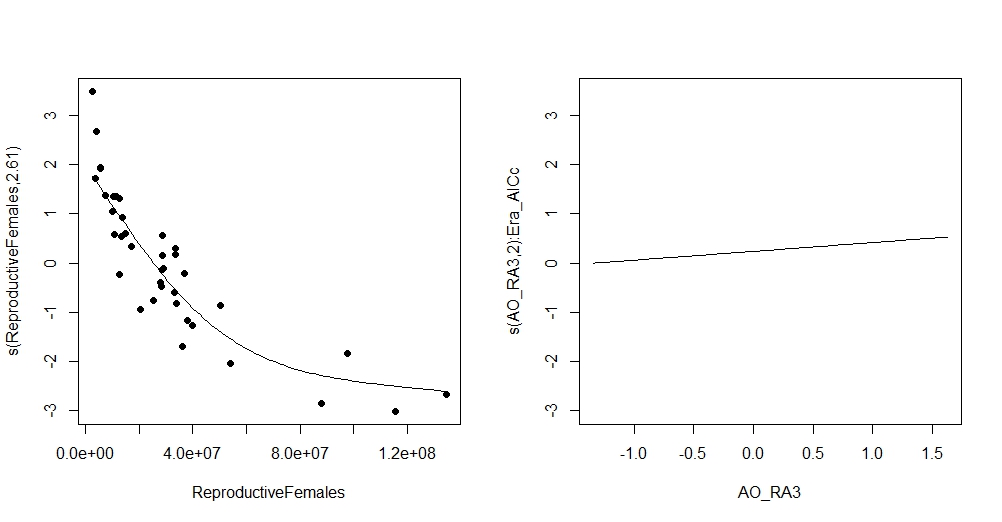 s(ReproductiveFemales,2.61)
3
2
1
0
-1
-2
-3
0.0e+00 4.0e+07 8.0e+07 1.2e+08
ReproductiveFemales
s(AO_RA3,2):Era_AICc
3
2
1
0
-1
-2
-3
-1.0 -0.5 0.0 0.5 1.0 1.5
AO_RA3